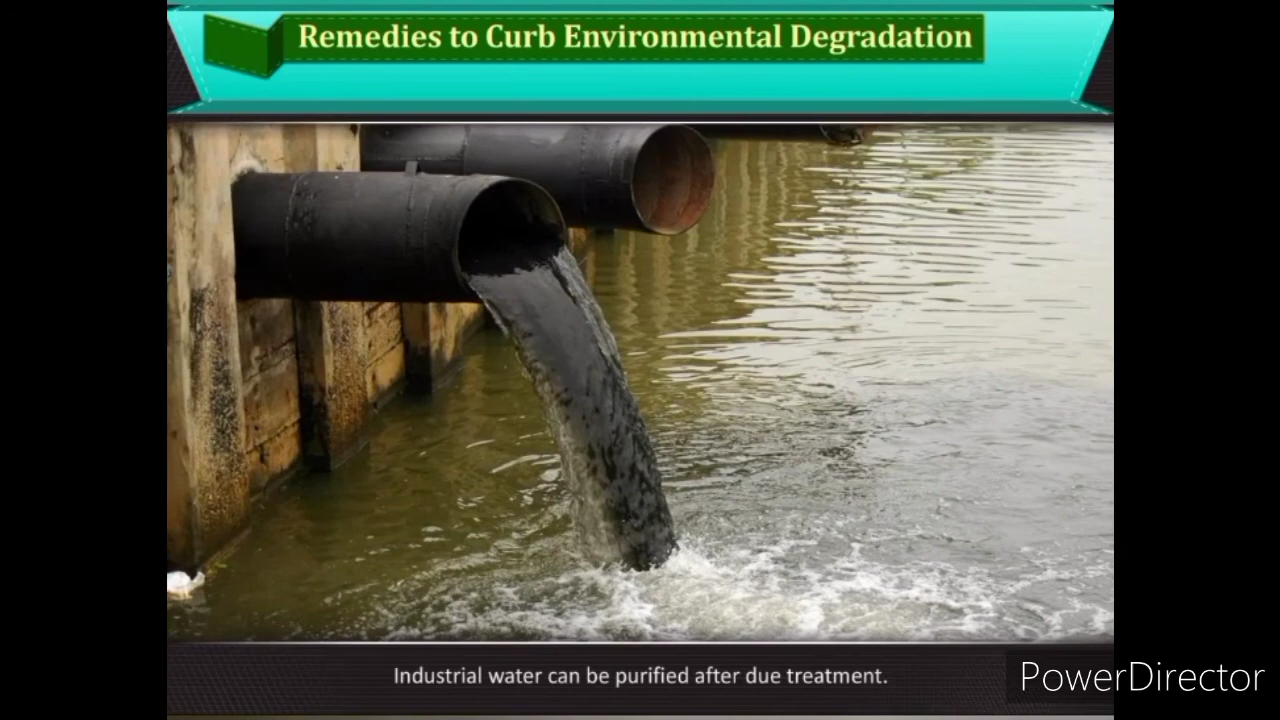 Remedies to Curb Environmental Degradation
Industrial water can be purified after due treatment.
PowerDirector